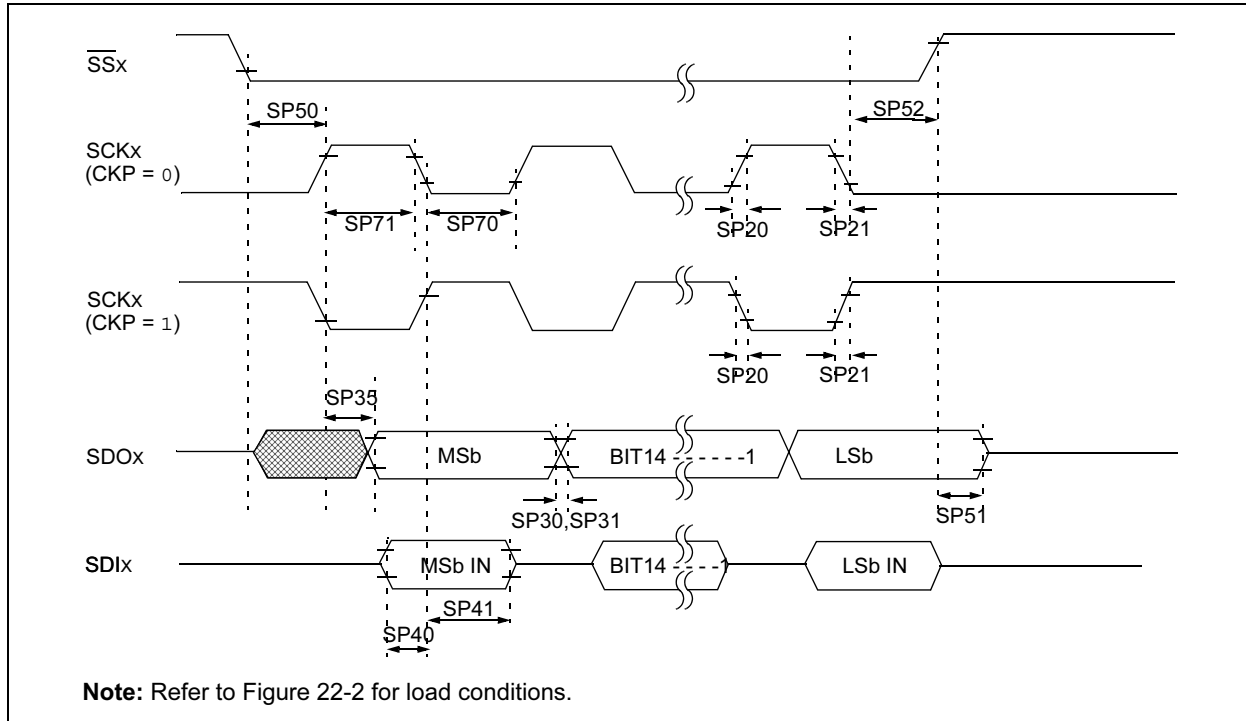 SSx
SP50
SP52
SCKx
(CKP = 0)
SP71
SP70
SP20
SP21
SCKx
(CKP = 1)
SP20
SP21
SP35
SDOx
MSb
BIT14 - - - - - -1
LSb
SP30,SP31
SP51
SDIx
MSb IN
BIT14 - - - - -1
LSb IN
SP41
SP40
Note: Refer to Figure 22-2 for load conditions.